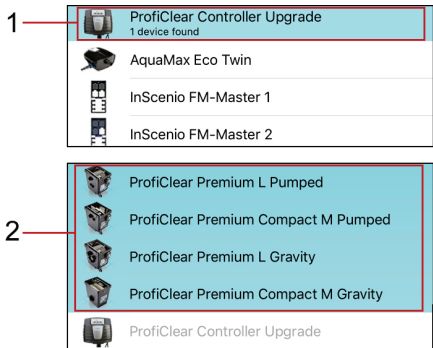 1
ProfiClear Controller Upgrade
1 device found
AquaMax Eco Twin
InScenio FM-Master 1
InScenio FM-Master 2
2
ProfiClear Premium L Pumped
ProfiClear Premium Compact M Pumped
ProfiClear Premium L Gravity
ProfiClear Premium Compact M Gravity
ProfiClear Controller Upgrade